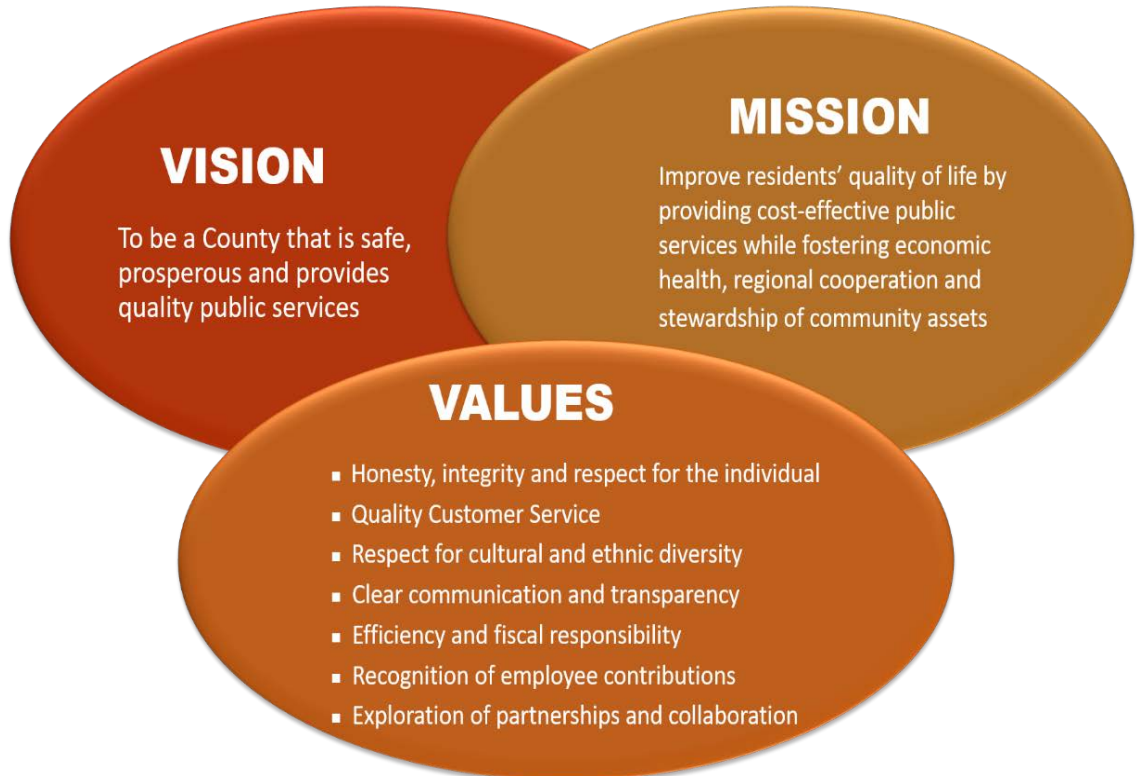 VISION
To be a County that is safe,
prosperous and provides
quality public services
MISSION
Improve residents’ quality of life by
providing cost-effective public
services while fostering economic
health, regional cooperation and
stewardship of community assets
VALUES
▪ Honesty, integrity and respect for the individual
▪ Quality Customer Service
▪ Respect for cultural and ethnic diversity
▪ Clear communication and transparency
▪ Efficiency and fiscal responsibility
▪ Recognition of employee contributions
▪ Exploration of partnerships and collaboration